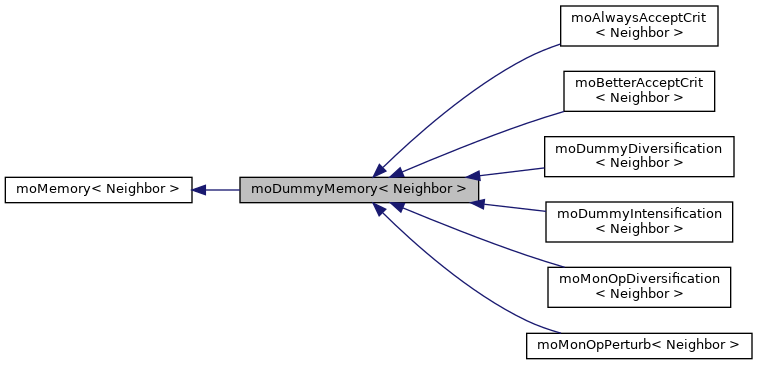 moMemory< Neighbor >
moDummyMemory< Neighbor >
moAlwaysAcceptCrit
< Neighbor >
moBetterAcceptCrit
< Neighbor >
moDummyDiversification
< Neighbor >
moDummyIntensification
< Neighbor >
moMonOpDiversification
< Neighbor >
moMonOpPerturb< Neighbor >